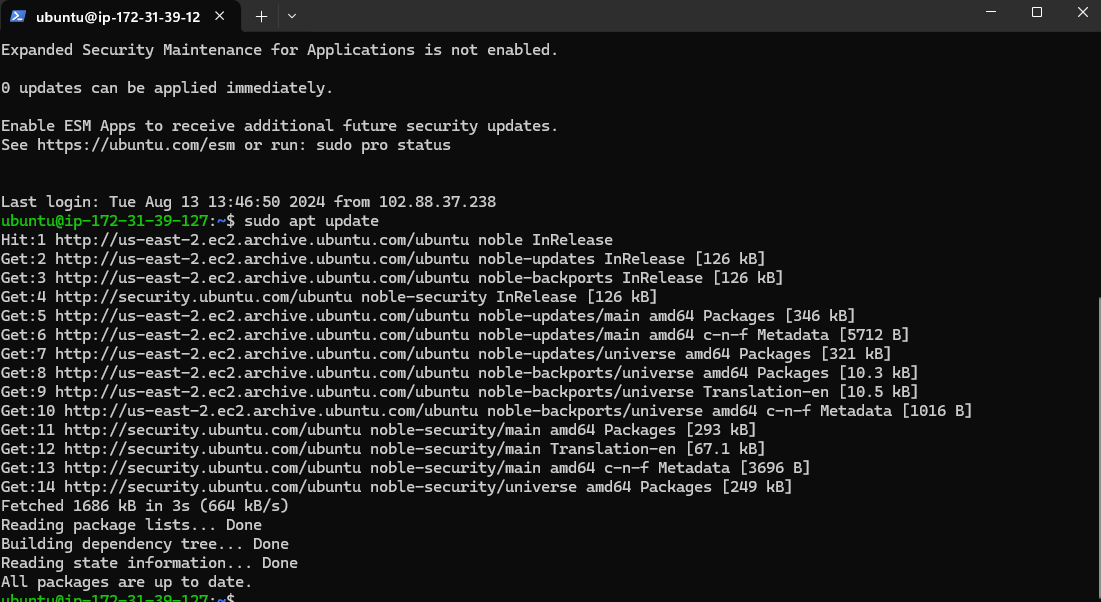 ubuntu@ip-172-31-39-12
Expanded Security Maintenance for Applications is not enabled.
0 updates can be applied immediately.
Enable ESM Apps to receive additional future security updates.
See https://ubuntu.com/esm or run: sudo pro status
Last login: Tue Aug 13 13:46:50 2024 from 102.88.37.238
ubuntu@ip-172-31-39-127:~$ sudo apt update
Hit:1 http://us-east-2.ec2.archive.ubuntu.com/ubuntu noble InRelease
Get:2 http://us-east-2.ec2.archive.ubuntu.com/ubuntu noble-updates InRelease [126 kB]
Get:3 http://us-east-2.ec2.archive.ubuntu.com/ubuntu noble-backports InRelease [126 kB]
Get:4 http://security.ubuntu.com/ubuntu noble-security InRelease [126 kB]
Get:5 http://us-east-2.ec2.archive.ubuntu.com/ubuntu noble-updates/main amd64 Packages [346 kB]
Get:6 http://us-east-2.ec2.archive.ubuntu.com/ubuntu noble-updates/main amd64 c-n-f Metadata [5712 B]
Get:7 http://us-east-2.ec2.archive.ubuntu.com/ubuntu noble-updates/universe amd64 Packages [321 kB]
Get:8 http://us-east-2.ec2.archive.ubuntu.com/ubuntu noble-backports/universe amd64 Packages [10.3 kB]
Get:9 http://us-east-2.ec2.archive.ubuntu.com/ubuntu noble-backports/universe Translation-en [10.5 kB]
Get:10 http://us-east-2.ec2.archive.ubuntu.com/ubuntu noble-backports/universe amd64 c-n-f Metadata [1016 B]
Get:11 http://security.ubuntu.com/ubuntu noble-security/main amd64 Packages [293 kB]
Get:12 http://security.ubuntu.com/ubuntu noble-security/main Translation-en [67.1 kB]
Get:13 http://security.ubuntu.com/ubuntu noble-security/main amd64 c-n-f Metadata [3696 B]
Get:14 http://security.ubuntu.com/ubuntu noble-security/universe amd64 Packages [249 kB]
Fetched 1686 kB in 3s (664 kB/s)
Reading package lists... Done
Building dependency tree... Done
Reading state information... Done
All packages are up to date.
ubuntu@ip-172-31-39-127:~$